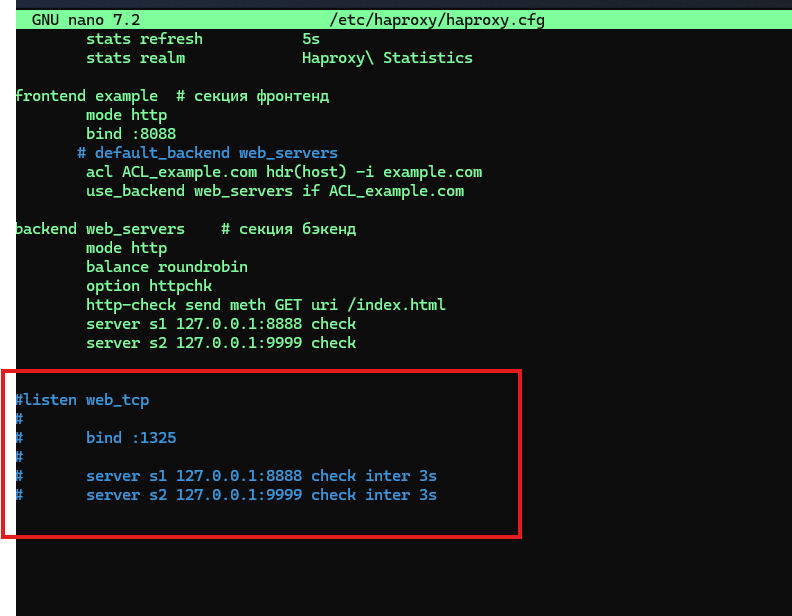 GNU nano 7.2 /etc/haproxy/haproxy.cfg
stats refresh 5s
stats realm Haproxy\ Statistics
frontend example # секция фронтенд
mode http
bind :8088
# default_backend web_servers
acl ACL_example.com hdr(host) -i example.com
use_backend web_servers if ACL_example.com
backend web_servers # секция бэкенд
mode http
balance roundrobin
option httpchk
http-check send meth GET uri /index.html
server s1 127.0.0.1:8888 check
server s2 127.0.0.1:9999 check
#listen web_tcp
#
# bind :1325
#
# server s1 127.0.0.1:8888 check inter 3s
# server s2 127.0.0.1:9999 check inter 3s